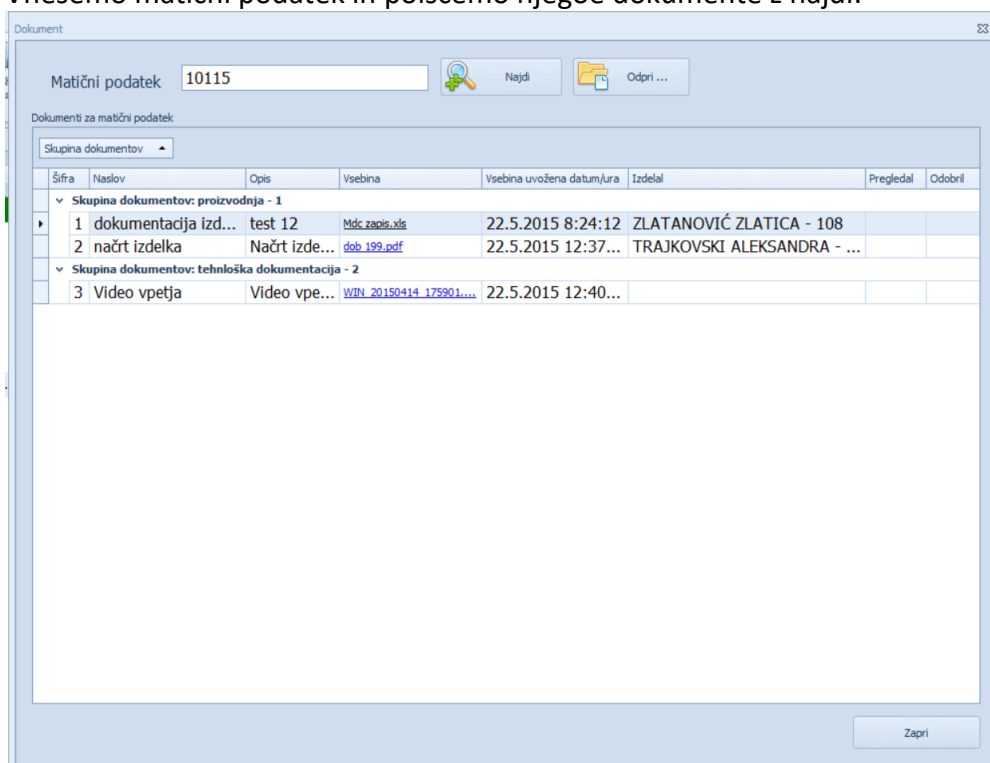 vnesemo matični podatek in poiščemo njegoe dokumente z najdi.
Dokument
Matični podatek 10115 Najdi Odpri ...
Dokumenti za matični podatek
Skupina dokumentov
Šifra Naslov Opis Vsebina Vsebina uvožena datum/ura Izdelal Pregledal Odobril
Skupina dokumentov: proizvodnja - 1
1 dokumentacija izd... test 12 Mdc zapis.xls 22.5.2015 8:24:12 ZLATANOVIĆ ZLATICA - 108
2 načrt izdelka Načrt izde... dob 199.pdf 22.5.2015 12:37... TRAJKOVSKI ALEKSANDRA - ...
Skupina dokumentov: tehnloška dokumentacija - 2
3 Video vpetja Video vpe... WIN_20150414_175901.... 22.5.2015 12:40...
Zapri